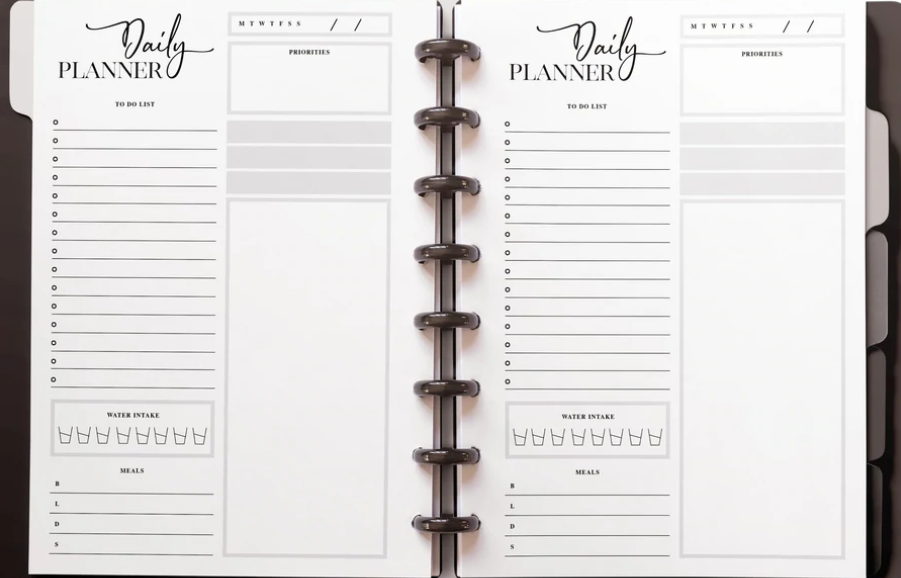 Daily
PLANNER
M T W T F S S / /
PRIORITIES
TO DO LIST
WATER INTAKE
MEALS
B
L
D
S
Daily
PLANNER
M T W T F S S / /
PRIORITIES
TO DO LIST
WATER INTAKE
MEALS
B
L
D
S